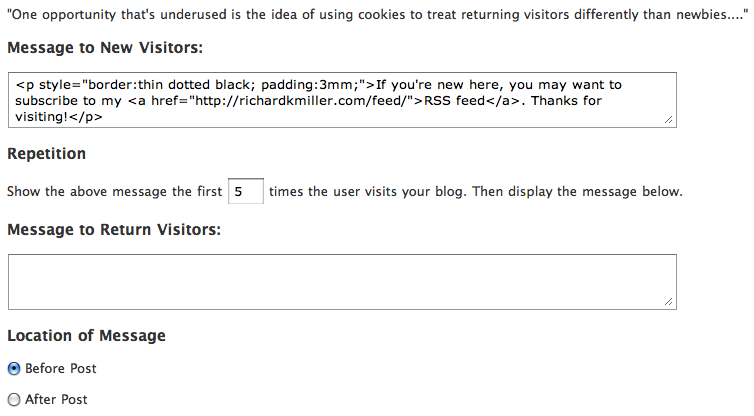 "One opportunity that's underused is the idea of using cookies to treat returning visitors differently than newbies...."
Message to New Visitors:
<p style="border:thin dotted black; padding:3mm;">If you're new here, you may want to
subscribe to my <a href="http://richardkmiller.com/feed/">RSS feed</a>. Thanks for
visiting!</p>
Repetition
Show the above message the first 5 times the user visits your blog. Then display the message below.
Message to Return Visitors:
Location of Message
Before Post
After Post